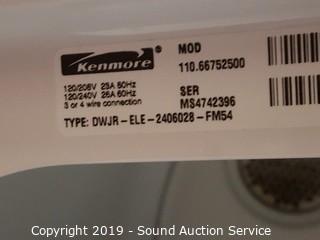 Kenmore
MOD
110.66752500
120/208V 23A 60Hz
120/240V 26A 60Hz
3 or 4 wire connection
SER
MS4742396
TYPE: DWJR-ELE-2406028-FM54
Copyright 2019 - Sound Auction Service